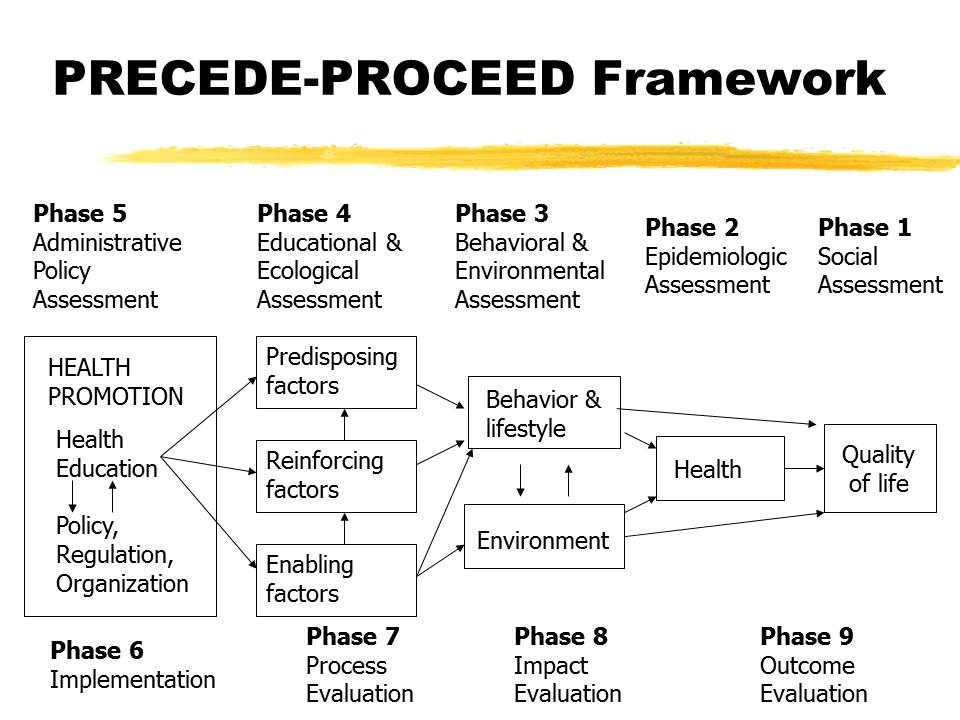 PRECEDE-PROCEED Framework
Phase 5
Administrative
Policy
Assessment
Phase 4
Educational &
Ecological
Assessment
Phase 3
Behavioral &
Environmental
Assessment
Phase 2
Epidemiologic
Assessment
Phase 1
Social
Assessment
HEALTH
PROMOTION
Health
Education
Policy,
Regulation,
Organization
Predisposing
factors
Reinforcing
factors
Enabling
factors
Behavior &
lifestyle
Environment
Health
Quality
of life
Phase 6
Implementation
Phase 7
Process
Evaluation
Phase 8
Impact
Evaluation
Phase 9
Outcome
Evaluation